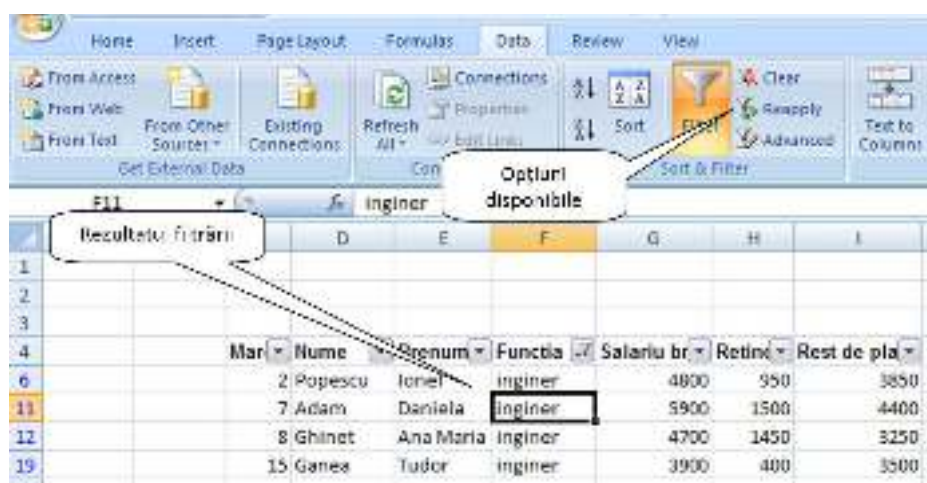 Home Insert Page Layout Formulas Data Review View
From Access
From Web
From Text
From Other Sources
Existing Connections
Get External Data
Refresh All
Connections
Properties
Edit Links
Con
Sort
Filter
Clear
Reapply
Advanced
Sort & Filter
Text to Columns
Opțiuni
disponibile
F11 fx inginer
Rezultatul filtrării
D E F G H I
1
2
3
4 Mar Nume Prenum Functia Salariu br Retine Rest de pla
6 2 Popescu Ionel inginer 4800 950 3850
11 7 Adam Daniela inginer 5900 1500 4400
12 8 Ghinet Ana Maria inginer 4700 1450 3250
19 15 Ganea Tudor inginer 3900 400 3500